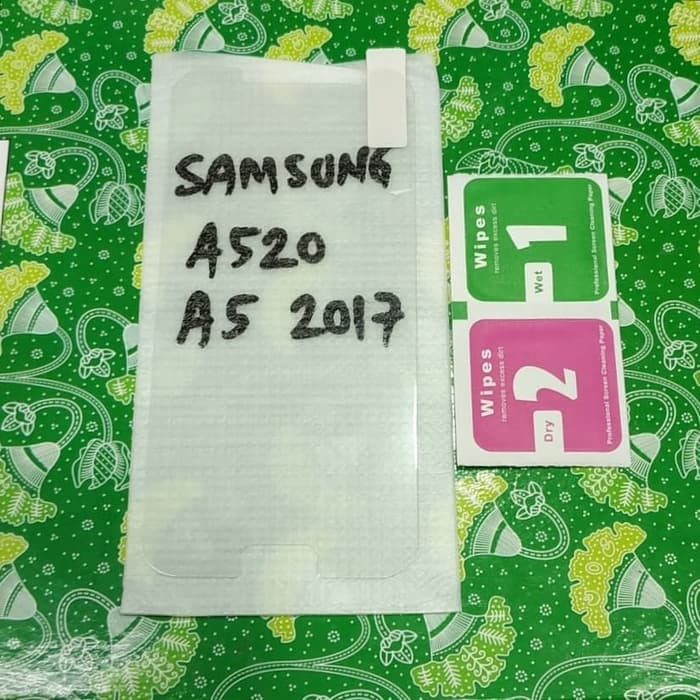 SAMSUNG
A520
A5 2017
Wipes
removes excess dirt
1
Wet
Professional Screen Cleaning Paper
Wipes
removes excess dirt
2
Dry
Professional Screen Cleaning Paper